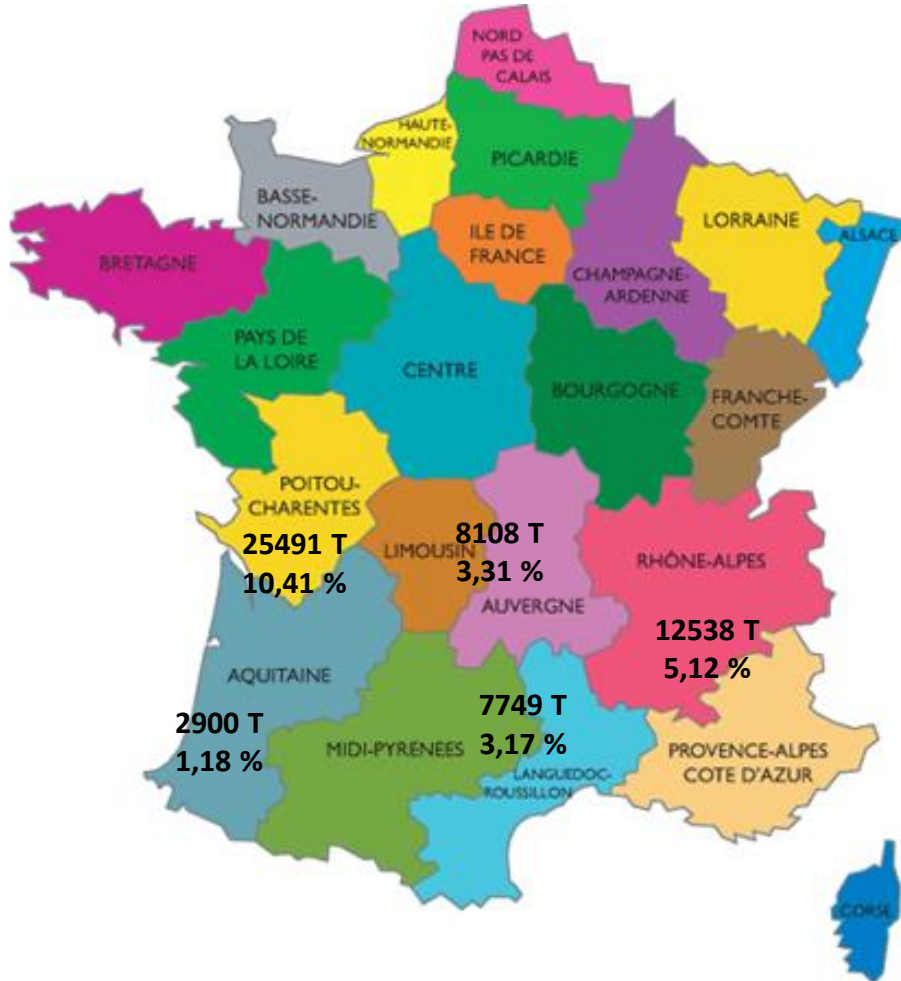 NORD
PAS DE
CALAIS
HAUTE-
NORMANDIE
PICARDIE
BASSE-
NORMANDIE
ILE DE
FRANCE
LORRAINE
ALSACE
CHAMPAGNE-
ARDENNE
BRETAGNE
PAYS DE
LA LOIRE
CENTRE
BOURGOGNE
FRANCHE-
COMTE
POITOU-
CHARENTES
25491 T
10,41 %
LIMOUSIN
8108 T
3,31 %
AUVERGNE
RHÔNE-ALPES
12538 T
5,12 %
AQUITAINE
2900 T
1,18 %
MIDI-PYRENÉES
7749 T
3,17 %
LANGUEDOC-
ROUSSILLON
PROVENCE-ALPES
COTE D'AZUR
CORSE